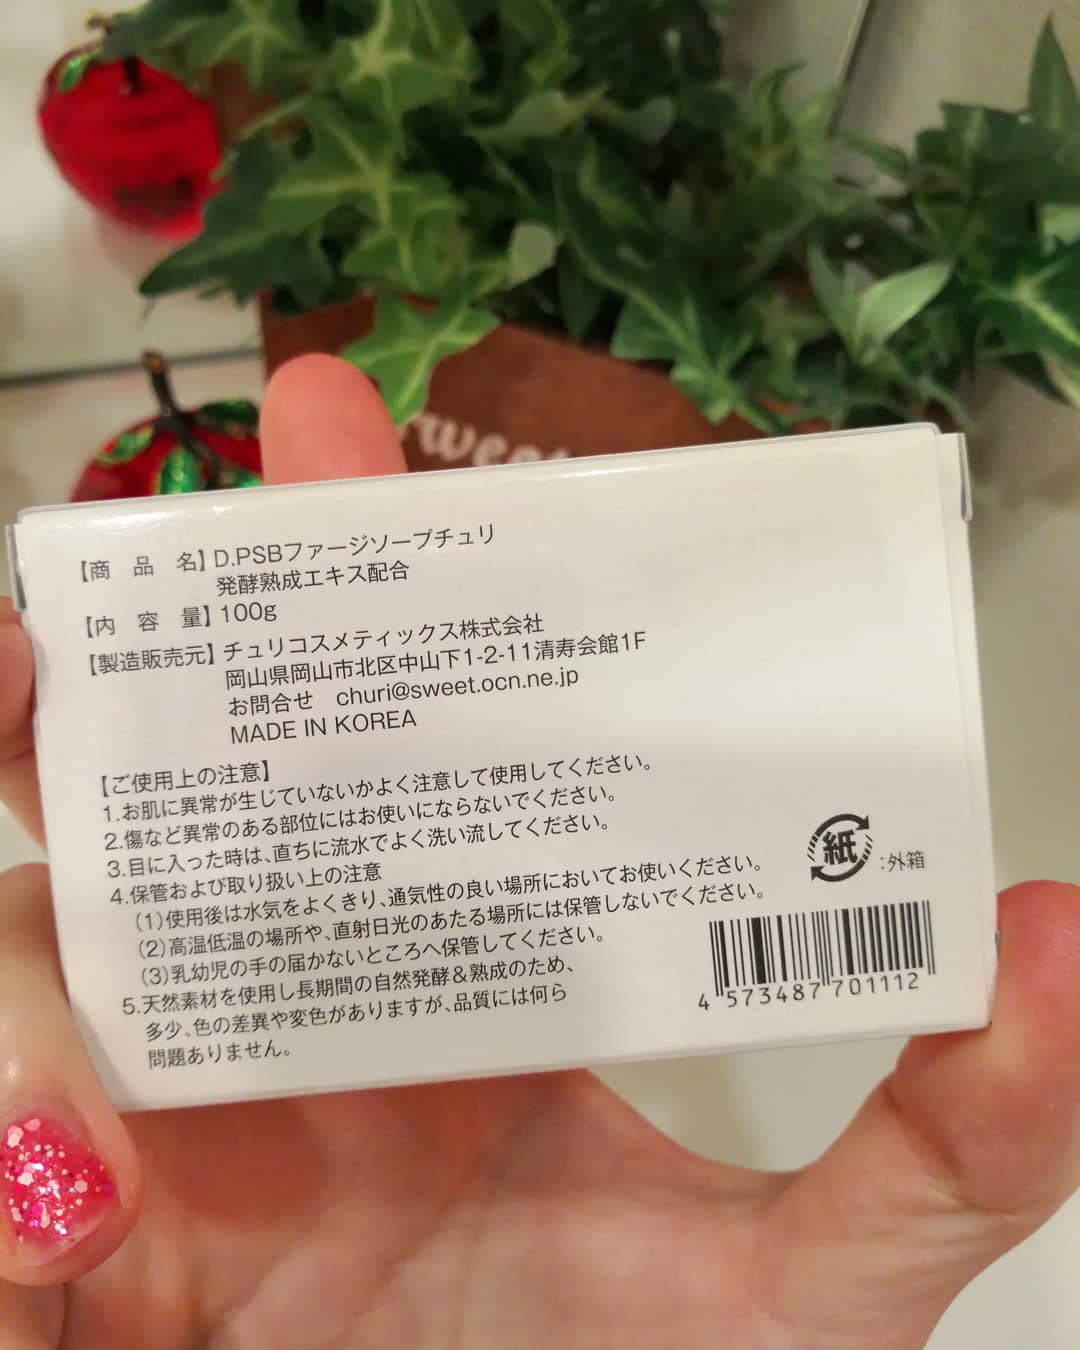 Sweet
【商　品　名】D.PSBファージソープチュリ
発酵熟成エキス配合
【内　容　量】100g
【製造販売元】チュリコスメティックス株式会社
岡山県岡山市北区中山下1-2-11清寿会館1F
お問合せ　churi@sweet.ocn.ne.jp
MADE IN KOREA
【ご使用上の注意】
1.お肌に異常が生じていないかよく注意して使用してください。
2.傷など異常のある部位にはお使いにならないでください。
3.目に入った時は、直ちに流水でよく洗い流してください。
4.保管および取り扱い上の注意
(1)使用後は水気をよくきり、通気性の良い場所においてお使いください。
(2)高温低温の場所や、直射日光のあたる場所には保管しないでください。
(3)乳幼児の手の届かないところへ保管してください。
5.天然素材を使用し長期間の自然発酵＆熟成のため、
多少、色の差異や変色がありますが、品質には何ら
問題ありません。
紙:外箱
4 573487 701112